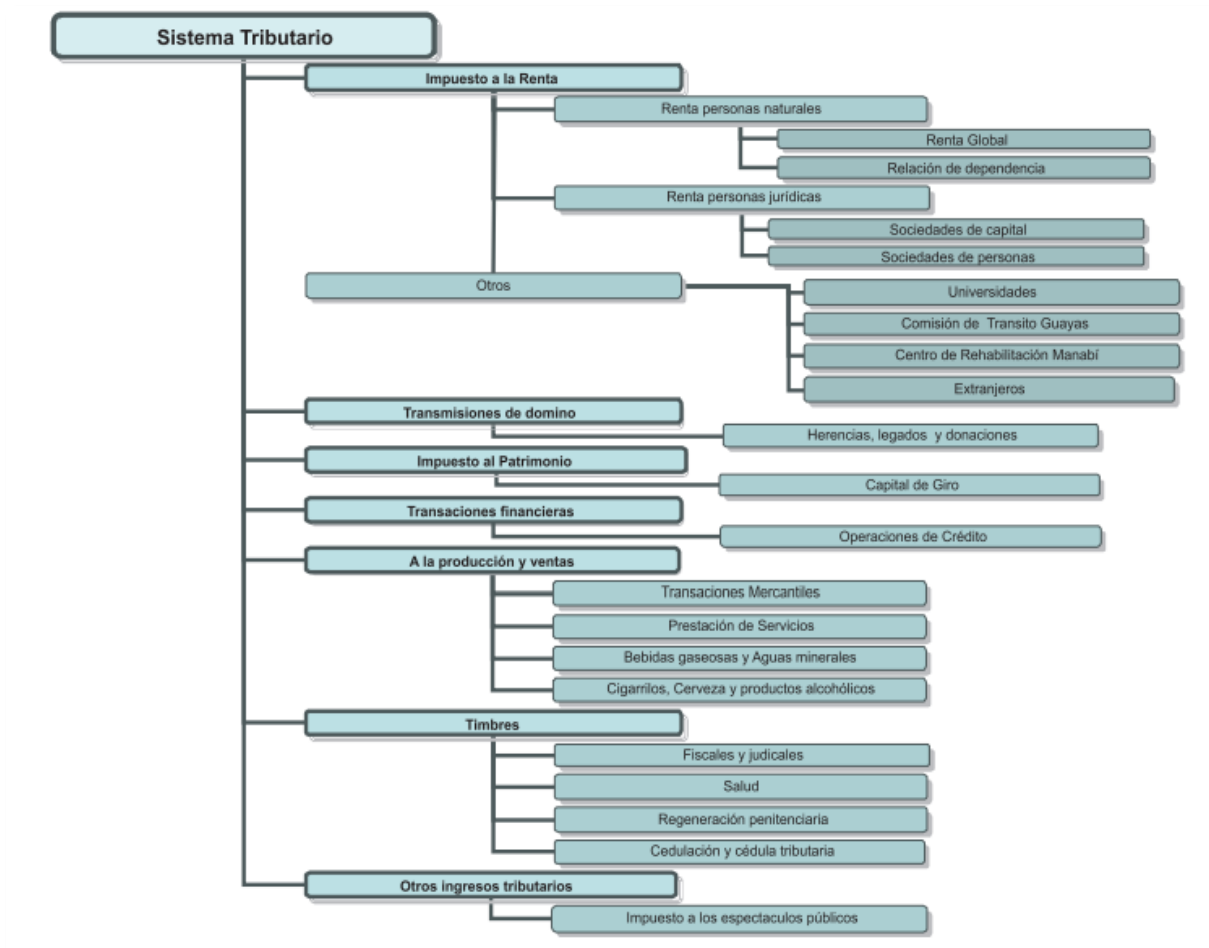 Sistema Tributario
Impuesto a la Renta
Renta personas naturales
Renta Global
Relación de dependencia
Renta personas jurídicas
Sociedades de capital
Sociedades de personas
Otros
Universidades
Comisión de Transito Guayas
Centro de Rehabilitación Manabí
Extranjeros
Transmisiones de domino
Herencias, legados y donaciones
Impuesto al Patrimonio
Capital de Giro
Transaciones financieras
Operaciones de Crédito
A la producción y ventas
Transaciones Mercantiles
Prestación de Servicios
Bebidas gaseosas y Aguas minerales
Cigarrilos, Cerveza y productos alcohólicos
Timbres
Fiscales y judicales
Salud
Regeneración penitenciaria
Cedulación y cédula tributaria
Otros ingresos tributarios
Impuesto a los espectaculos públicos